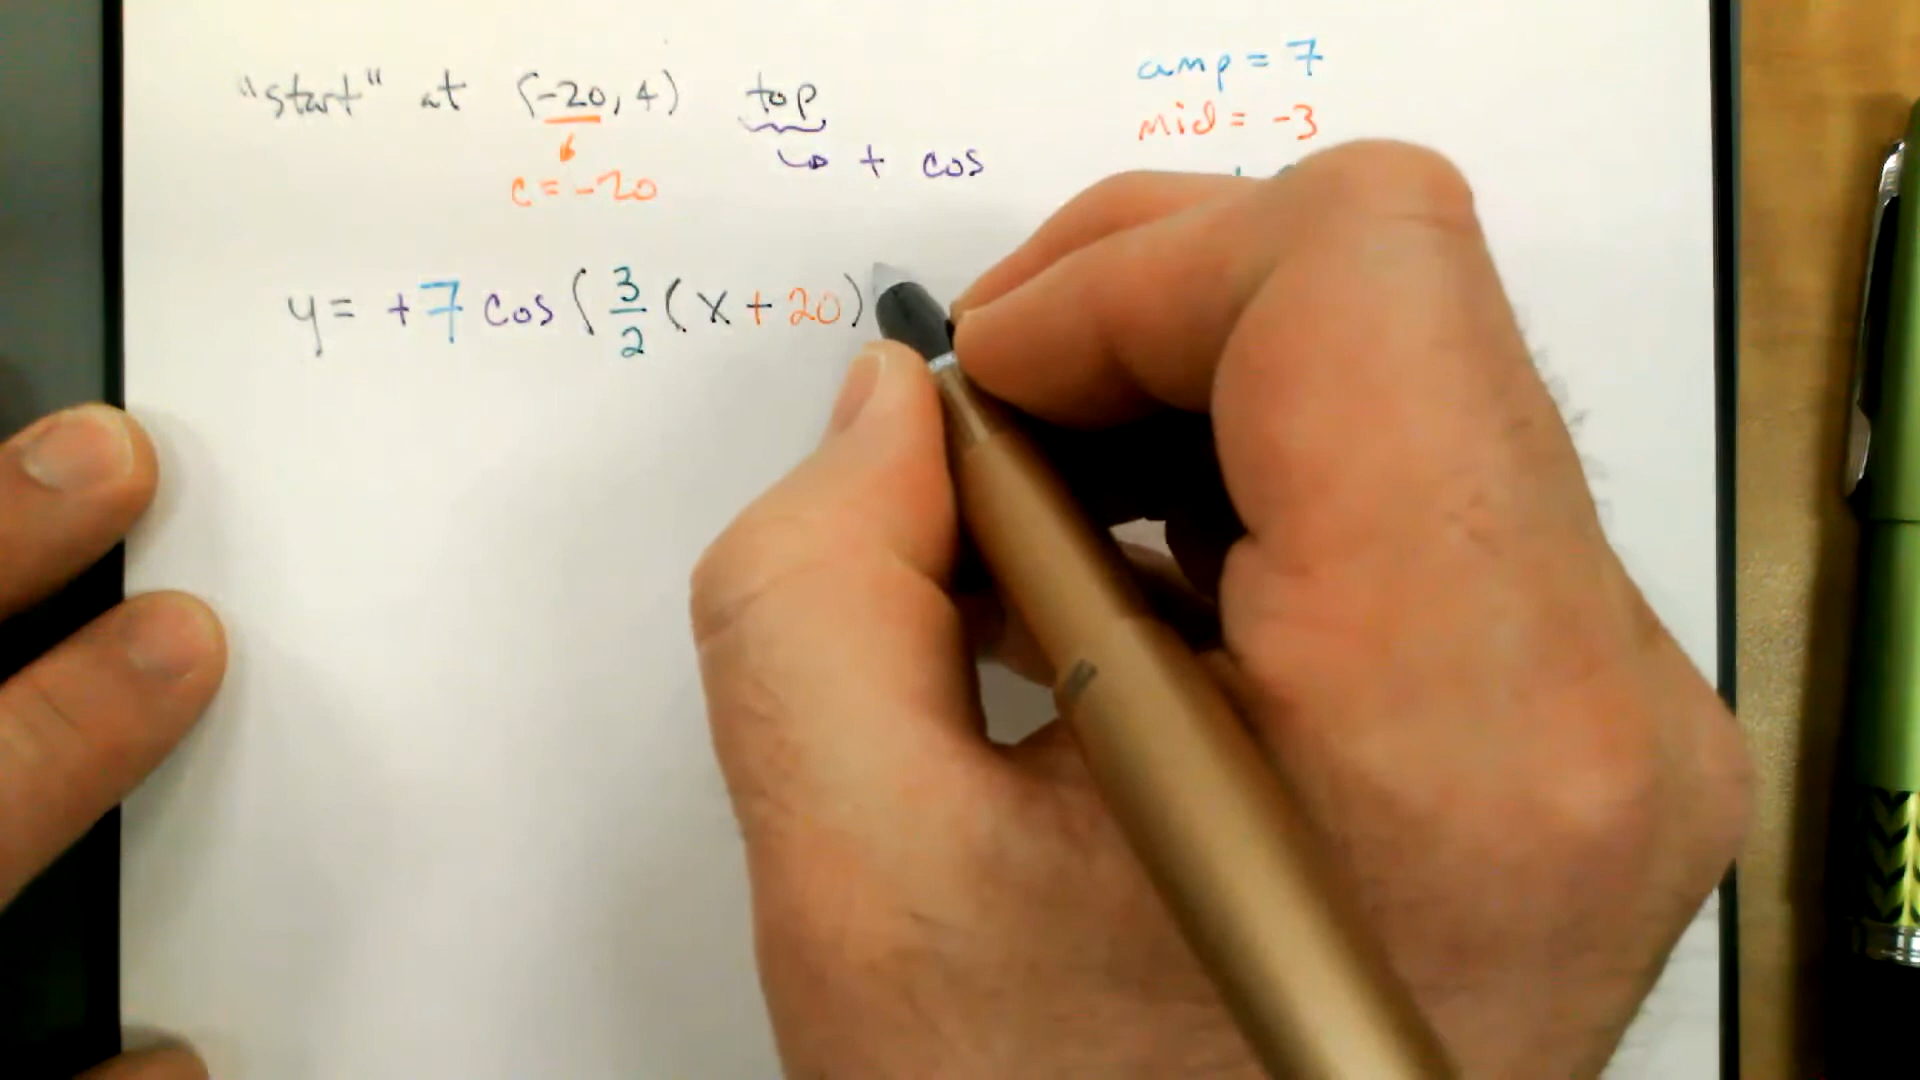 "start" at (-20, 4) top
c = -20
↳ + cos
amp = 7
mid = -3
y = +7 cos ( 3/2 (x + 20)